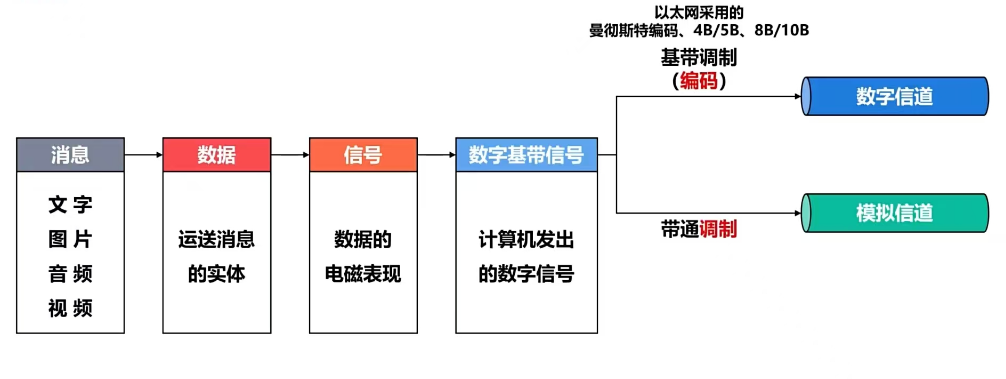 以太网采用的
曼彻斯特编码、4B/5B、8B/10B
基带调制
（编码）
数字信道
消息
数据
信号
数字基带信号
文 字
图 片
音 频
视 频
运送消息
的实体
数据的
电磁表现
计算机发出
的数字信号
带通调制
模拟信道